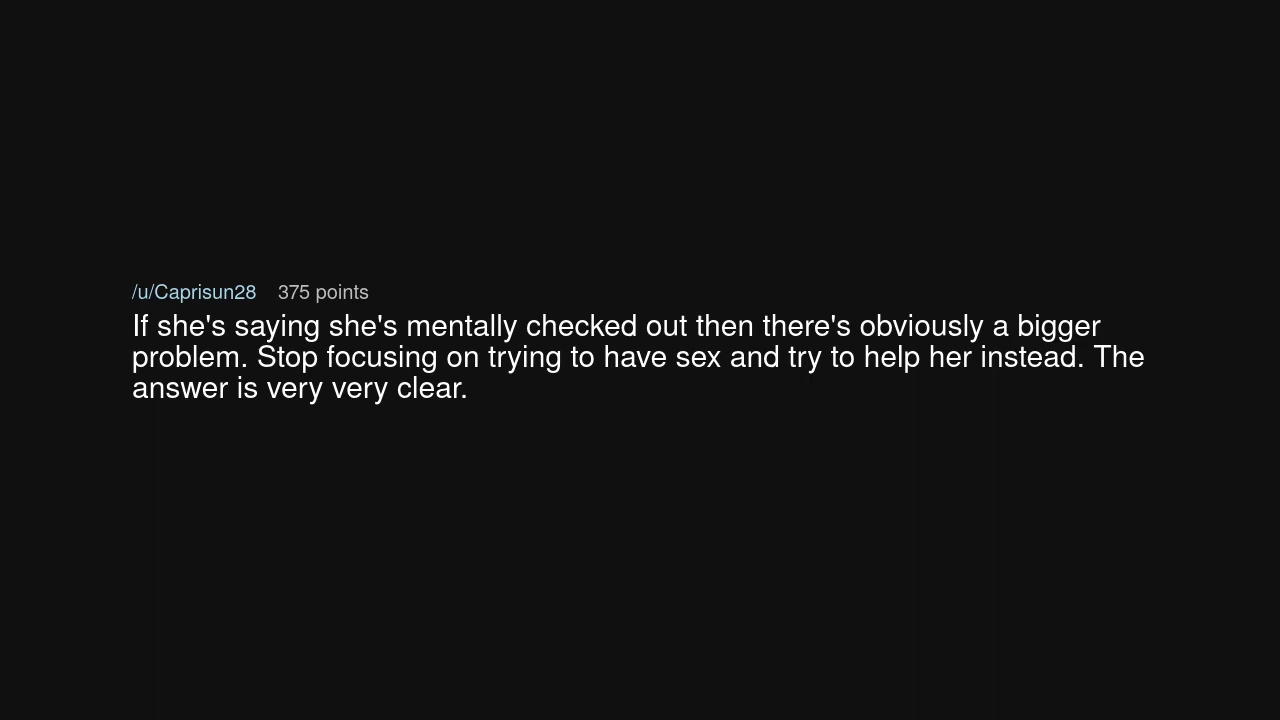 /u/Caprisun28 375 points
If she's saying she's mentally checked out then there's obviously a bigger
problem. Stop focusing on trying to have sex and try to help her instead. The
answer is very very clear.